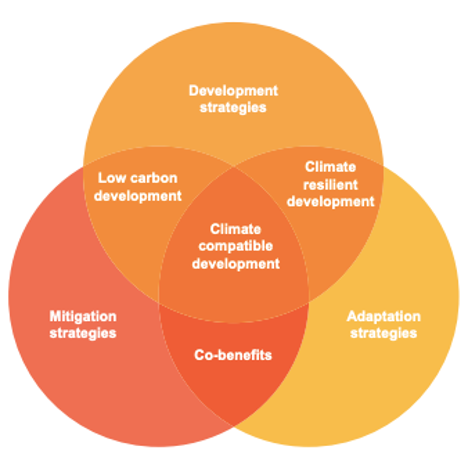 Development
strategies
Low carbon
development
Climate
resilient
development
Climate
compatible
development
Mitigation
strategies
Adaptation
strategies
Co-benefits